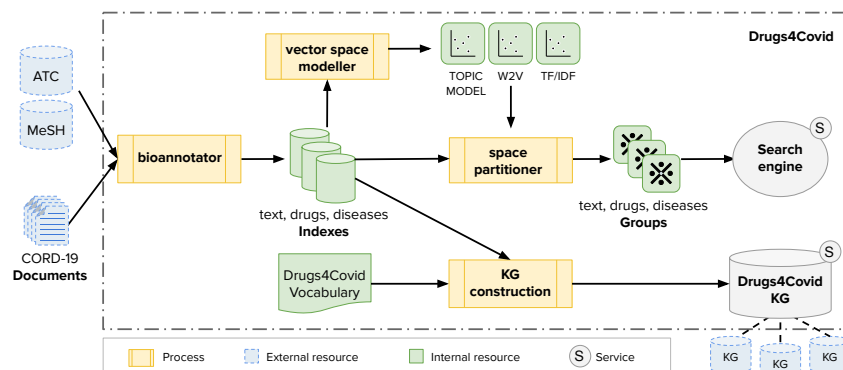 Drugs4Covid
ATC
MeSH
CORD-19
Documents
bioannotator
vector space
modeller
TOPIC
MODEL
W2V
TF/IDF
text, drugs, diseases
Indexes
space
partitioner
text, drugs, diseases
Groups
Search
engine
S
Drugs4Covid
Vocabulary
KG
construction
Drugs4Covid
KG
S
KG
KG
KG
Process
External resource
Internal resource
S
Service